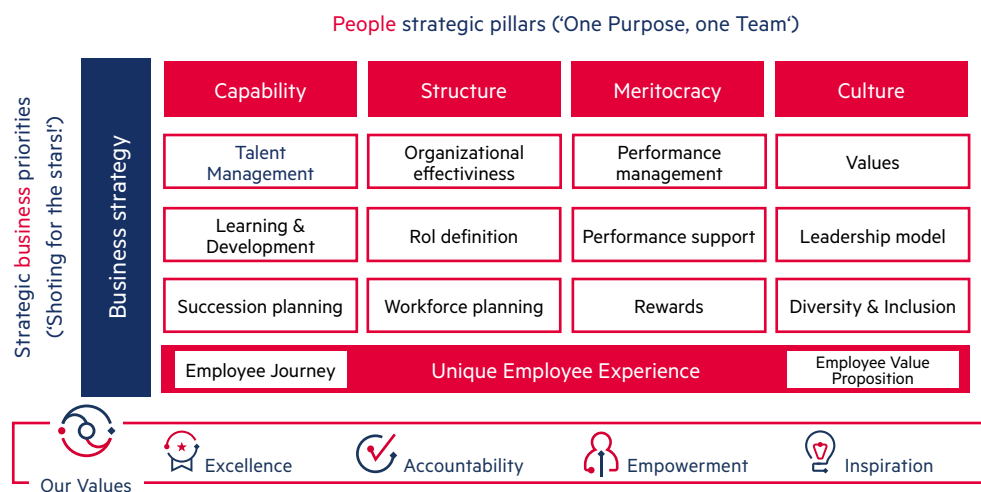 People strategic pillars (‘One Purpose, one Team‘)
Strategic business priorities
(‘Shoting for the stars!’)
Business strategy
Capability
Structure
Meritocracy
Culture
Talent
Management
Organizational
effectiviness
Performance
management
Values
Learning &
Development
Rol definition
Performance support
Leadership model
Succession planning
Workforce planning
Rewards
Diversity & Inclusion
Employee Journey
Unique Employee Experience
Employee Value
Proposition
Our Values
Excellence
Accountability
Empowerment
Inspiration